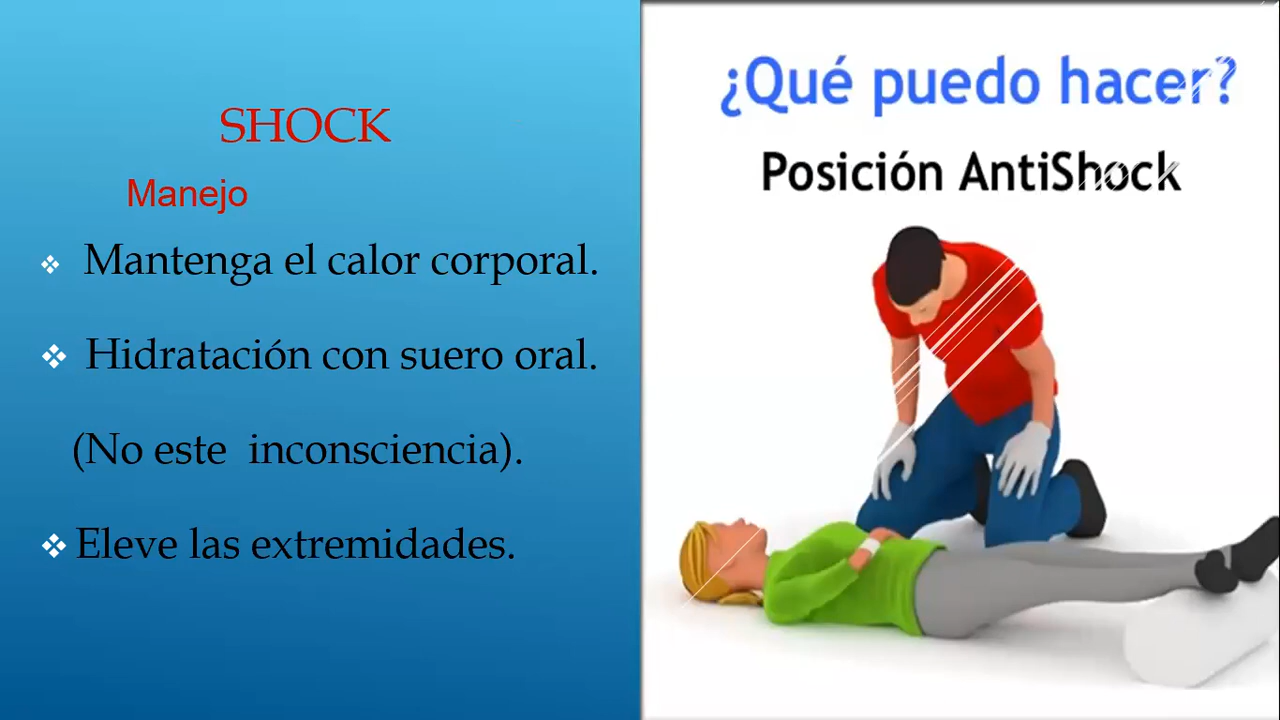 SHOCK
Manejo
Mantenga el calor corporal.
Hidratación con suero oral.
(No este inconsciencia).
Eleve las extremidades.
¿Qué puedo hacer?
Posición AntiShock